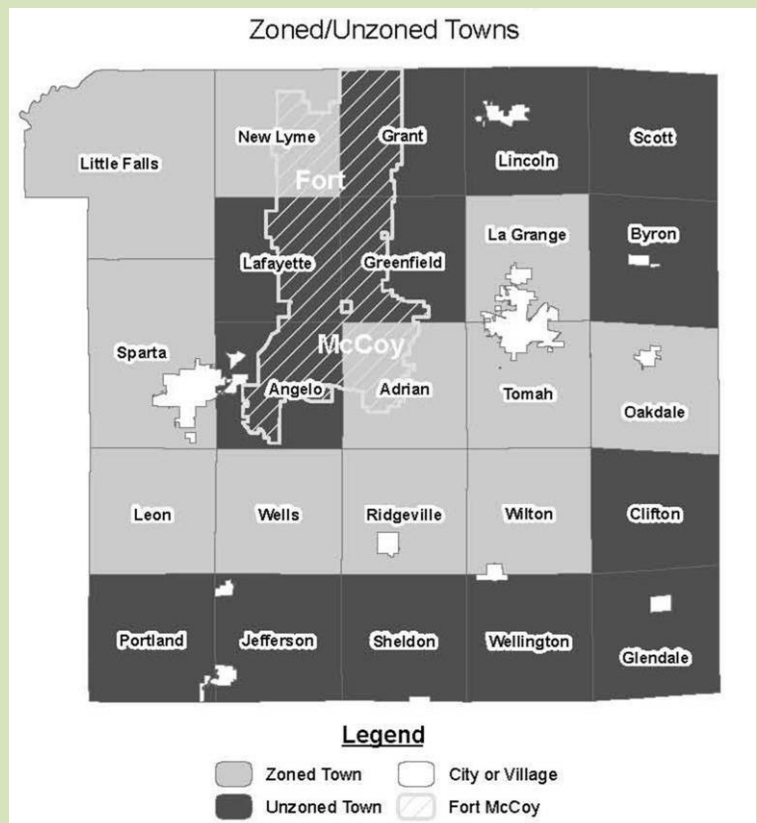 Zoned/Unzoned Towns
Little Falls
New Lyme
Grant
Lincoln
Scott
Fort
Lafayette
Greenfield
La Grange
Byron
Sparta
McCoy
Angelo
Adrian
Tomah
Oakdale
Leon
Wells
Ridgeville
Wilton
Clifton
Portland
Jefferson
Sheldon
Wellington
Glendale
Legend
Zoned Town
City or Village
Unzoned Town
Fort McCoy